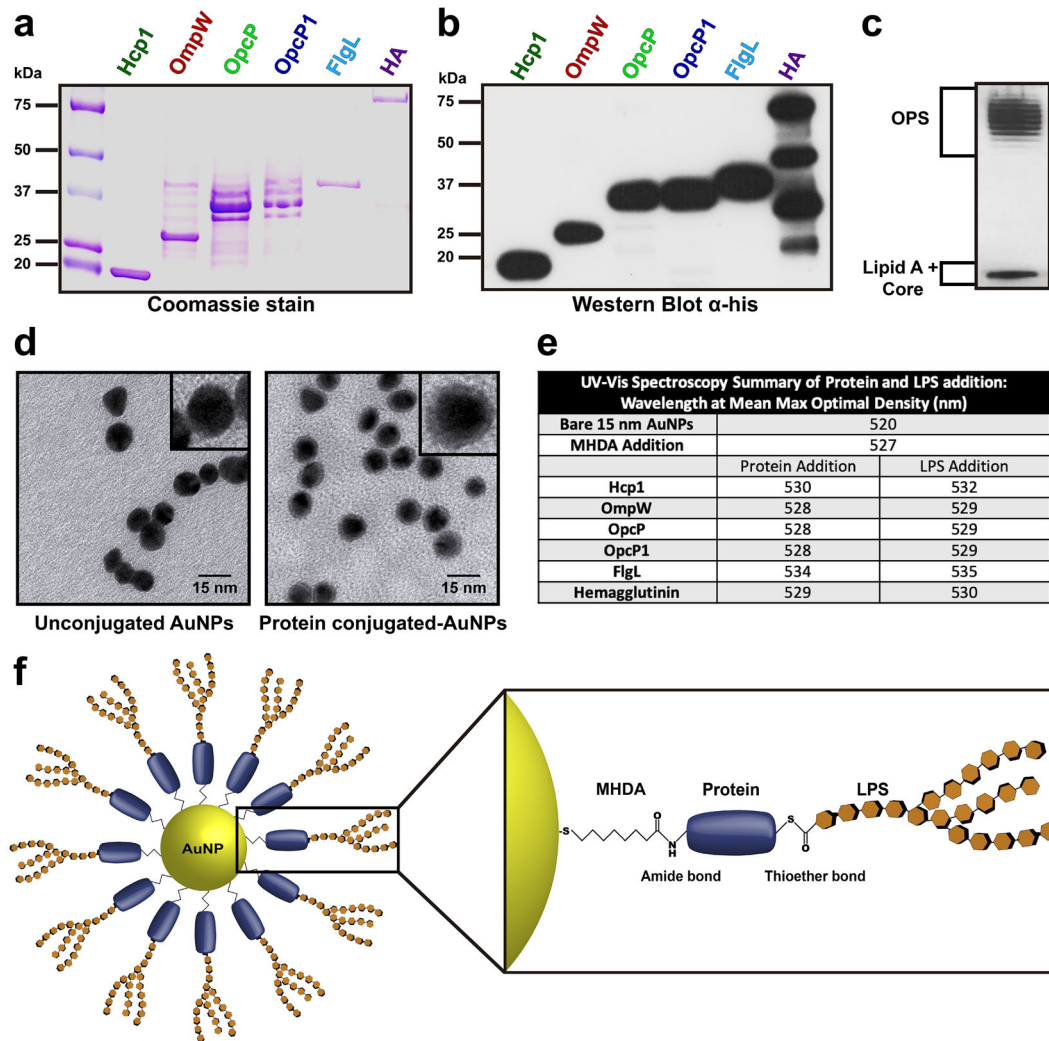 a
Hcp1
OmpW
OpcP
OpcP1
FlgL
HA
kDa
75
50
37
25
20
Coomassie stain
b
Hcp1
OmpW
OpcP
OpcP1
FlgL
HA
kDa
75
50
37
25
20
Western Blot α-his
c
OPS
Lipid A +
Core
d
15 nm
15 nm
Unconjugated AuNPs
Protein conjugated-AuNPs
e
UV-Vis Spectroscopy Summary of Protein and LPS addition:
Wavelength at Mean Max Optimal Density (nm)
Bare 15 nm AuNPs 520
MHDA Addition 527
Protein Addition LPS Addition
Hcp1 530 532
OmpW 528 529
OpcP 528 529
OpcP1 528 529
FlgL 534 535
Hemagglutinin 529 530
f
AuNP
MHDA Protein LPS
S O N H S O
Amide bond Thioether bond